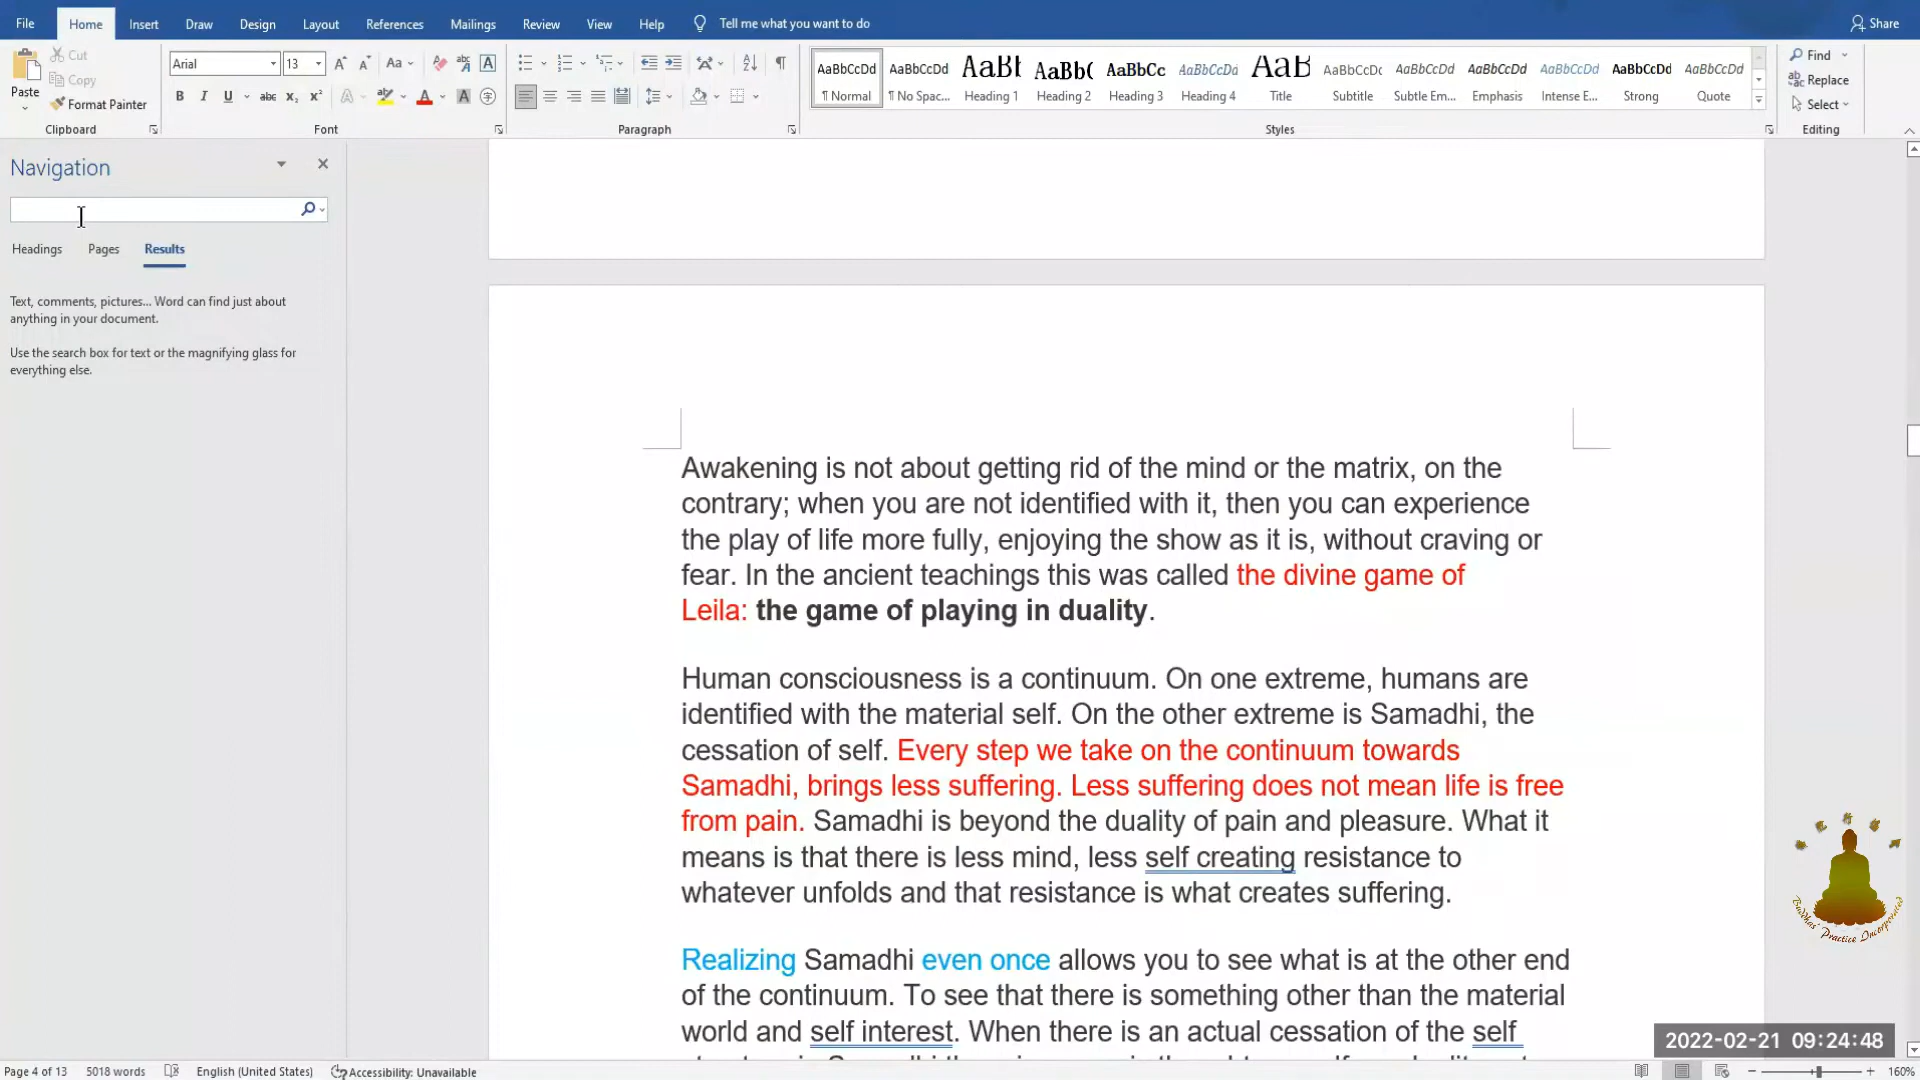 File Home Insert Draw Design Layout References Mailings Review View Help Tell me what you want to do Share
Paste
Cut
Copy
Format Painter
Clipboard
Arial 13
Font
Paragraph
AaBbCcDd AaBbCcDd AaBl AaBb( AaBbCc AaBbCcDd AaB AaBbCcDc AaBbCcDd AaBbCcDd AaBbCcDd AaBbCcDd AaBbCcDd
¶ Normal ¶ No Spac... Heading 1 Heading 2 Heading 3 Heading 4 Title Subtitle Subtle Em... Emphasis Intense E... Strong Quote
Styles
Find
Replace
Select
Editing
Navigation
Headings Pages Results
Text, comments, pictures... Word can find just about
anything in your document.
Use the search box for text or the magnifying glass for
everything else.
Awakening is not about getting rid of the mind or the matrix, on the
contrary; when you are not identified with it, then you can experience
the play of life more fully, enjoying the show as it is, without craving or
fear. In the ancient teachings this was called the divine game of
Leila: the game of playing in duality.
Human consciousness is a continuum. On one extreme, humans are
identified with the material self. On the other extreme is Samadhi, the
cessation of self. Every step we take on the continuum towards
Samadhi, brings less suffering. Less suffering does not mean life is free
from pain. Samadhi is beyond the duality of pain and pleasure. What it
means is that there is less mind, less self creating resistance to
whatever unfolds and that resistance is what creates suffering.
Realizing Samadhi even once allows you to see what is at the other end
of the continuum. To see that there is something other than the material
world and self interest. When there is an actual cessation of the self
Buddhas' Practice Incorporated
2022-02-21 09:24:48
Page 4 of 13 5018 words English (United States) Accessibility: Unavailable 160%